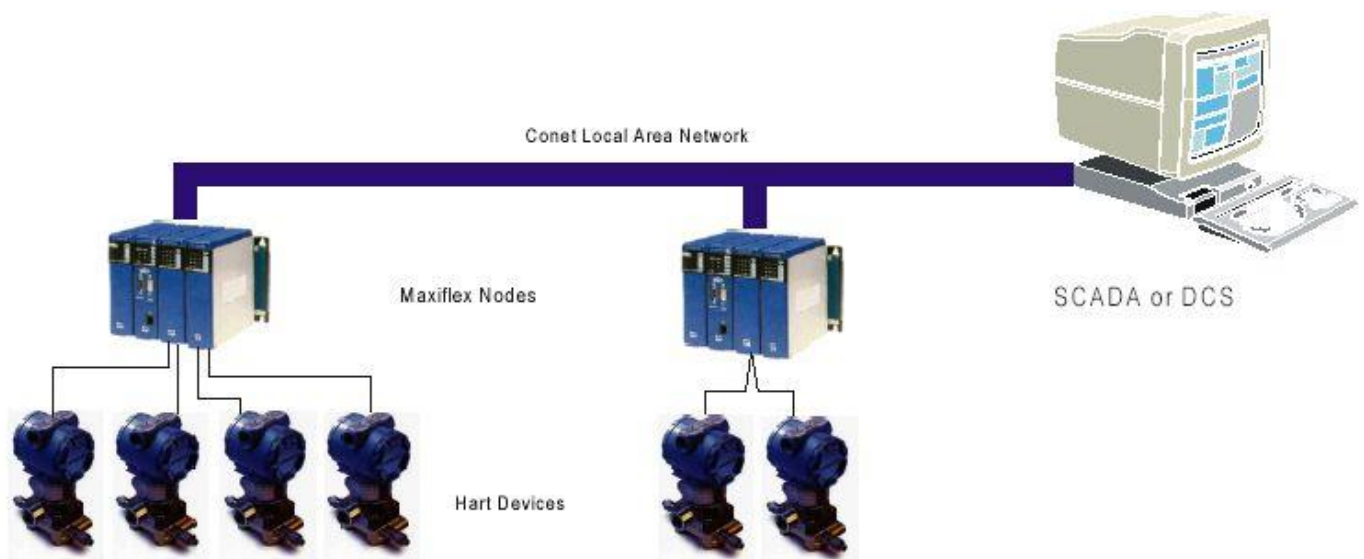 Conet Local Area Network
Maxiflex Nodes
SCADA or DCS
Hart Devices